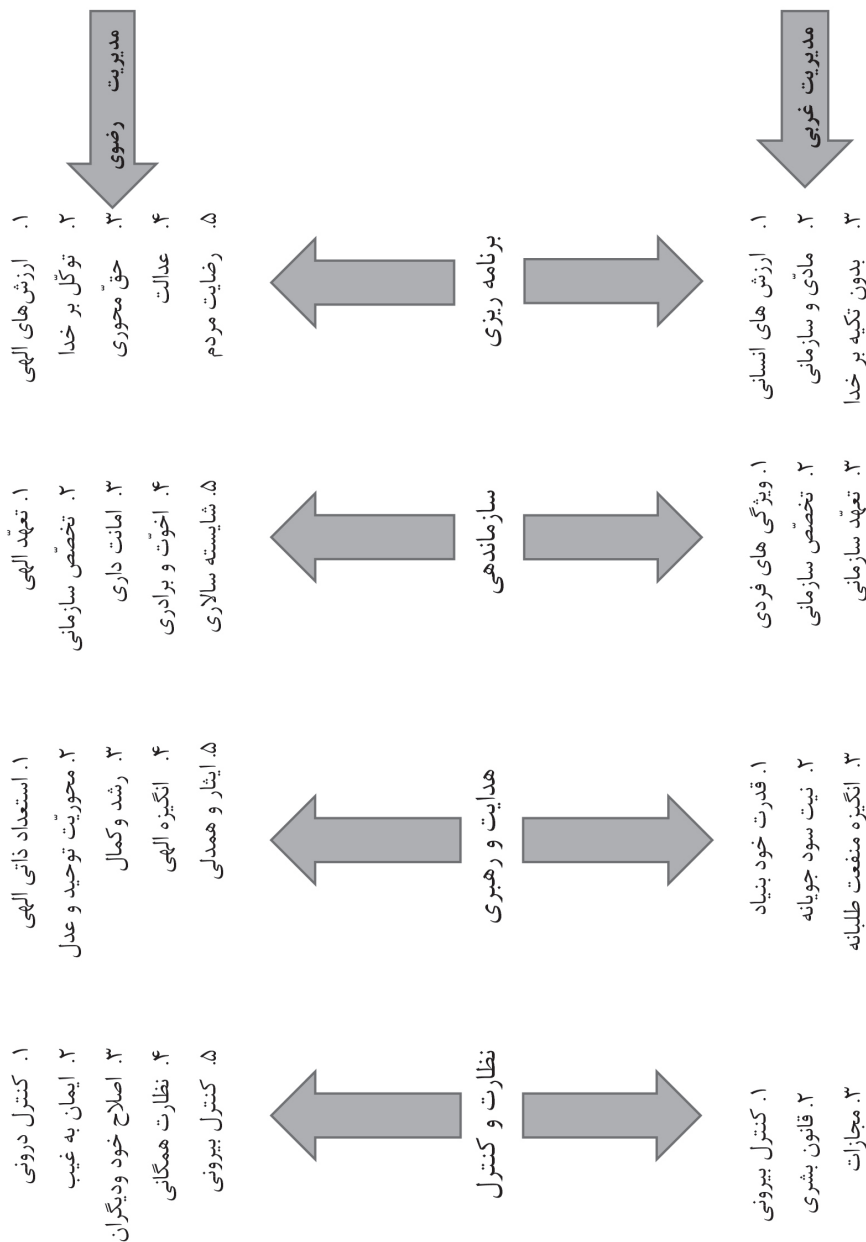 مدیریت رضوی
۱. ارزش‌های الهی
۲. توکّل بر خدا
۳. حقّ محوری
۴. عدالت
۵. رضایت مردم
۱. تعهّد الهی
۲. تخصّص سازمانی
۳. امانت داری
۴. اخوّت و برادری
۵. شایسته سالاری
۱. استعداد ذاتی الهی
۲. محوریّت توحید و عدل
۳. رشد وکمال
۴. انگیزه الهی
۵. ایثار و همدلی
۱. کنترل درونی
۲. ایمان به غیب
۳. اصلاح خود ودیگران
۴. نظارت همگانی
۵. کنترل بیرونی
برنامه ریزی
سازماندهی
هدایت و رهبری
نظارت و کنترل
مدیریت غربی
۱. ارزش های انسانی
۲. مادّی و سازمانی
۳. بدون تکیه بر خدا
۱. ویژگی های فردی
۲. تخصّص سازمانی
۳. تعهّد سازمانی
۱. قدرت خود بنیاد
۲. نیت سود جویانه
۳. انگیزه منفعت طلبانه
۱. کنترل بیرونی
۲. قانون بشری
۳. مجازات